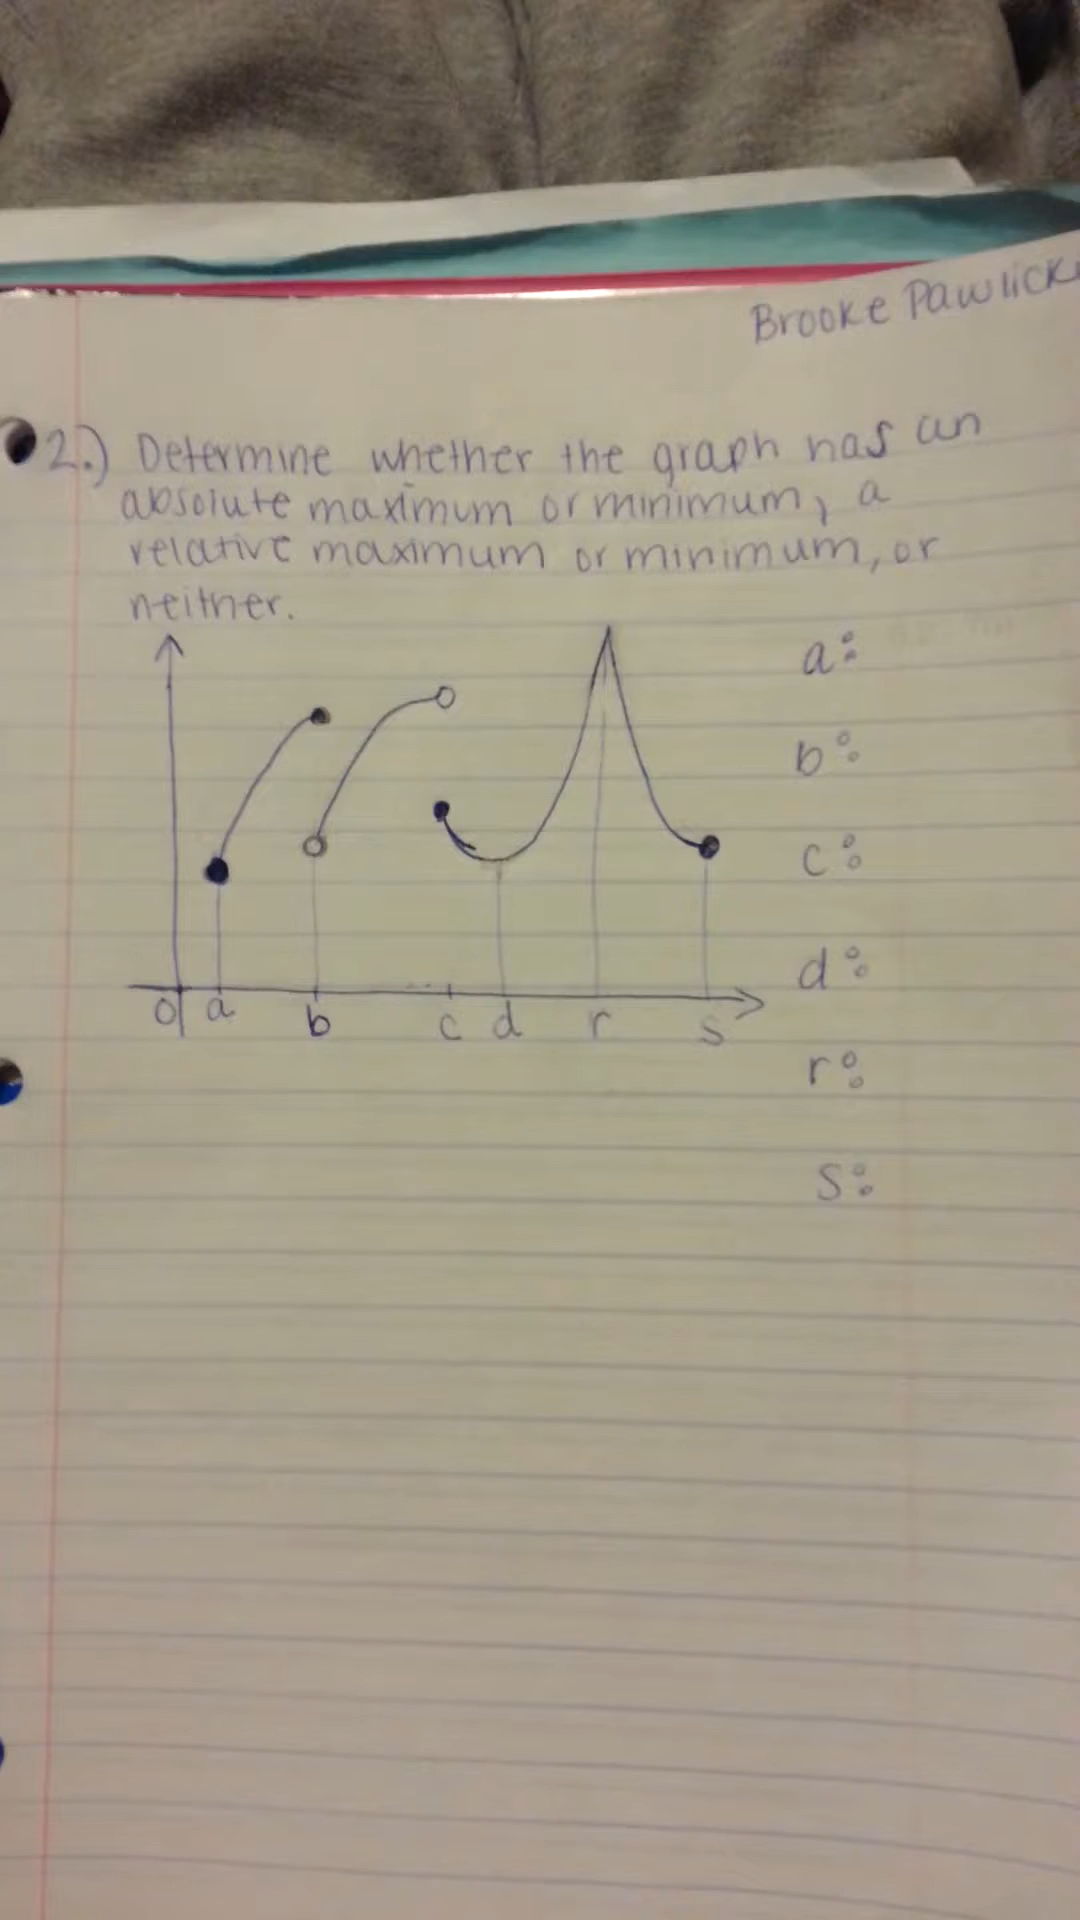 Brooke Pawlick
2.) Determine whether the graph has an
absolute maximum or minimum, a
relative maximum or minimum, or
neither.
a:
b:
c:
d:
r:
s:
0 a b c d r s